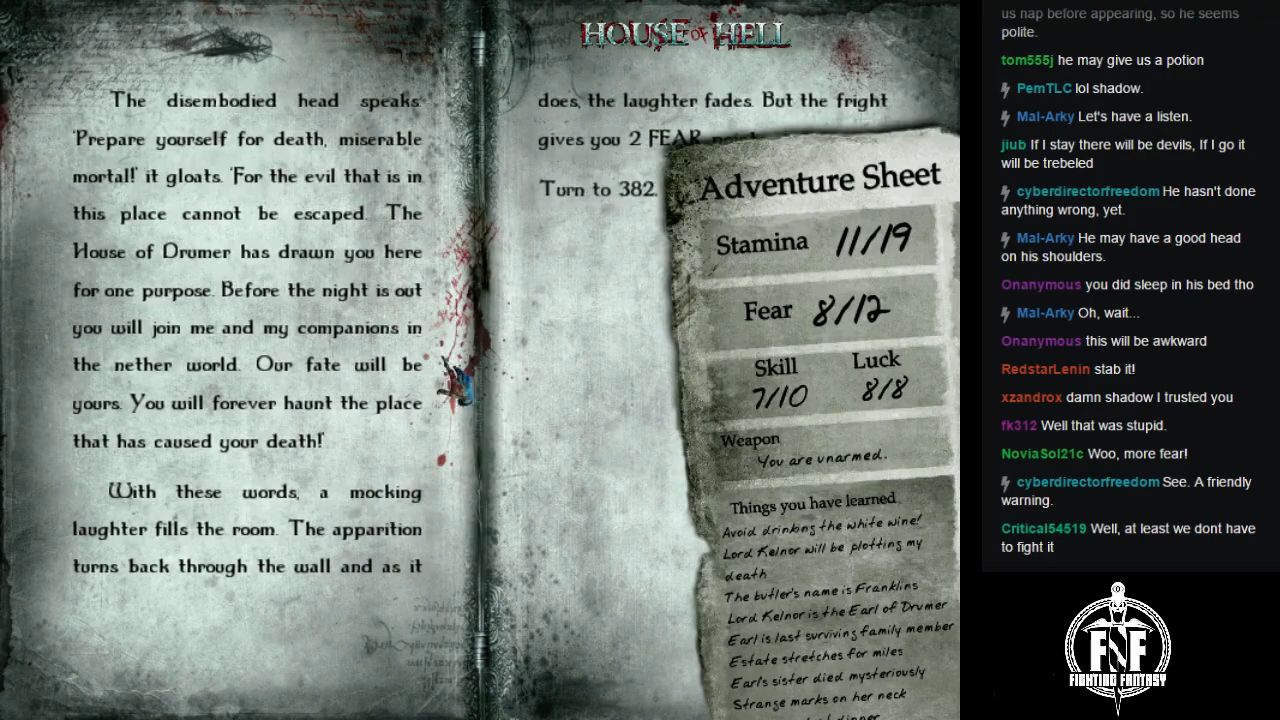 HOUSE of HELL
The disembodied head speaks.
'Prepare yourself for death, miserable
mortal!' it gloats. 'For the evil that is in
this place cannot be escaped. The
House of Drumer has drawn you here
for one purpose. Before the night is out
you will join me and my companions in
the nether world. Our fate will be
yours. You will forever haunt the place
that has caused your death!'
With these words, a mocking
laughter fills the room. The apparition
turns back through the wall and as it
does, the laughter fades. But the fright
gives you 2 FEAR
Turn to 382.
Adventure Sheet
Stamina 11/19
Fear 8/12
Skill Luck
7/10 8/8
Weapon
You are unarmed.
Things you have learned
Avoid drinking the white wine!
Lord Kelnor will be plotting my
death
The butler's name is Franklins
Lord Kelnor is the Earl of Drumer
Earl is last surviving family member
Estate stretches for miles
Earl's sister died mysteriously
Strange marks on her neck
dinner
us nap before appearing, so he seems
polite.
tom555j he may give us a potion
PemTLC lol shadow.
Mal-Arky Let's have a listen.
jiub If I stay there will be devils, If I go it
will be trebeled
cyberdirectorfreedom He hasn't done
anything wrong, yet.
Mal-Arky He may have a good head
on his shoulders.
Onanymous you did sleep in his bed tho
Mal-Arky Oh, wait...
Onanymous this will be awkward
RedstarLenin stab it!
xzandrox damn shadow I trusted you
fk312 Well that was stupid.
NoviaSol21c Woo, more fear!
cyberdirectorfreedom See. A friendly
warning.
Critical54519 Well, at least we dont have
to fight it
FF
FIGHTING FANTASY